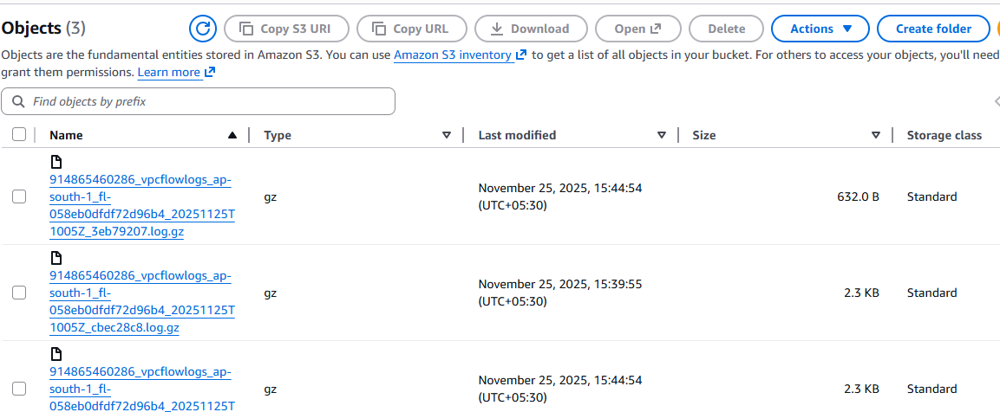 Objects (3)
Copy S3 URI
Copy URL
Download
Open
Delete
Actions
Create folder
Objects are the fundamental entities stored in Amazon S3. You can use Amazon S3 inventory to get a list of all objects in your bucket. For others to access your objects, you'll need
grant them permissions. Learn more
Find objects by prefix
Name
Type
Last modified
Size
Storage class
914865460286_vpcflowlogs_ap-
south-1_fl-
058eb0dfdf72d96b4_20251125T
1005Z_3eb79207.log.gz
gz
November 25, 2025, 15:44:54
(UTC+05:30)
632.0 B
Standard
914865460286_vpcflowlogs_ap-
south-1_fl-
058eb0dfdf72d96b4_20251125T
1005Z_cbec28c8.log.gz
gz
November 25, 2025, 15:39:55
(UTC+05:30)
2.3 KB
Standard
914865460286_vpcflowlogs_ap-
south-1_fl-
058eb0dfdf72d96b4_20251125T
gz
November 25, 2025, 15:44:54
(UTC+05:30)
2.3 KB
Standard